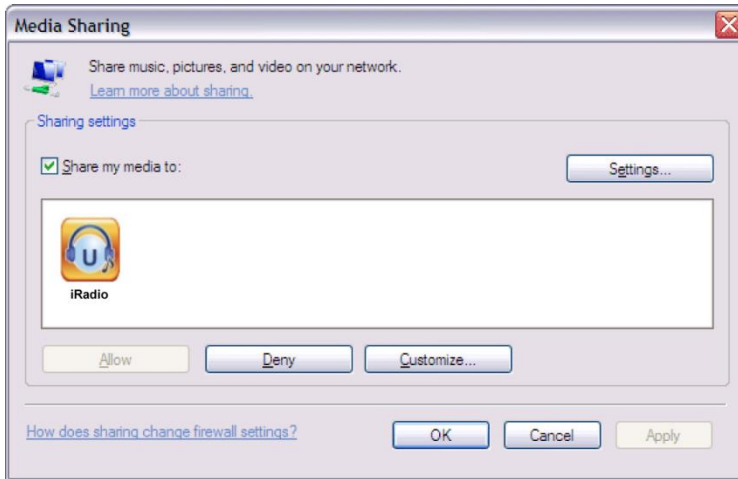 Media Sharing
Share music, pictures, and video on your network.
Learn more about sharing.
Sharing settings
Share my media to:
Settings...
U
iRadio
Allow
Deny
Customize...
How does sharing change firewall settings?
OK
Cancel
Apply